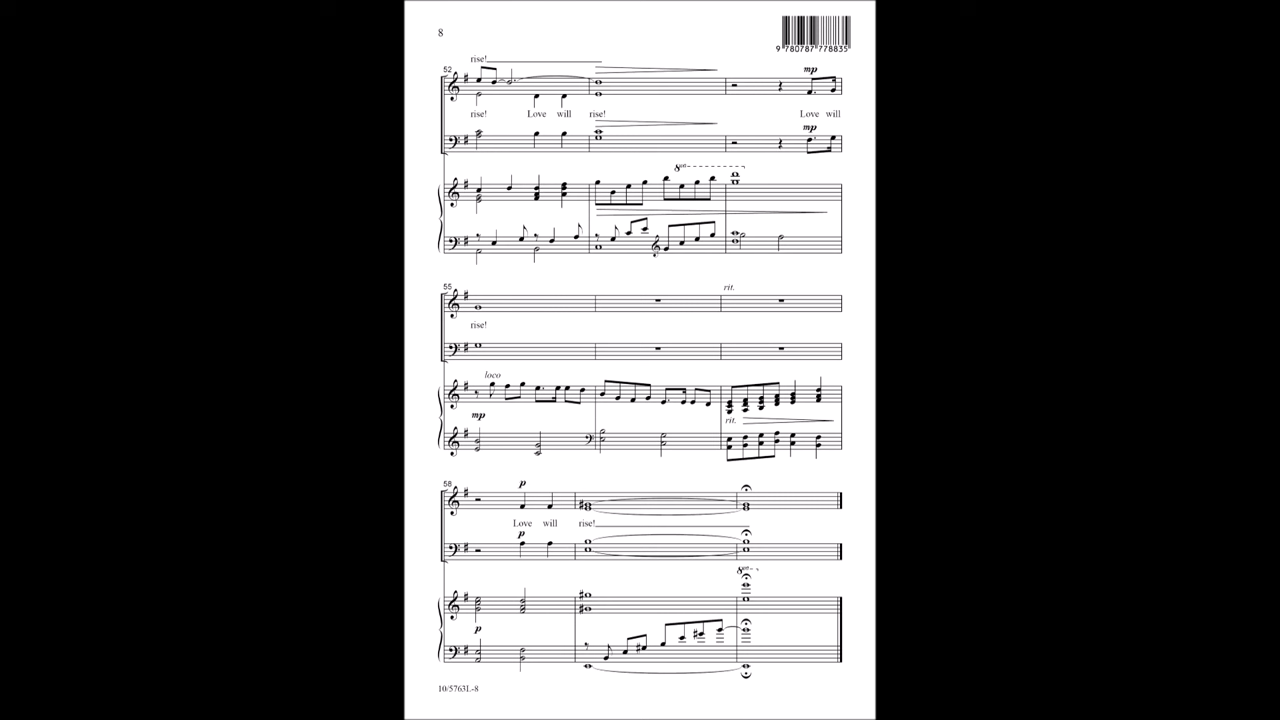 8
9 780787 778835
rise!
52
mp
rise! Love will rise! Love will
mp
8va
55
rit.
rise!
loco
mp
rit.
58
p
Love will rise!
p
8va
p
10/5763L-8